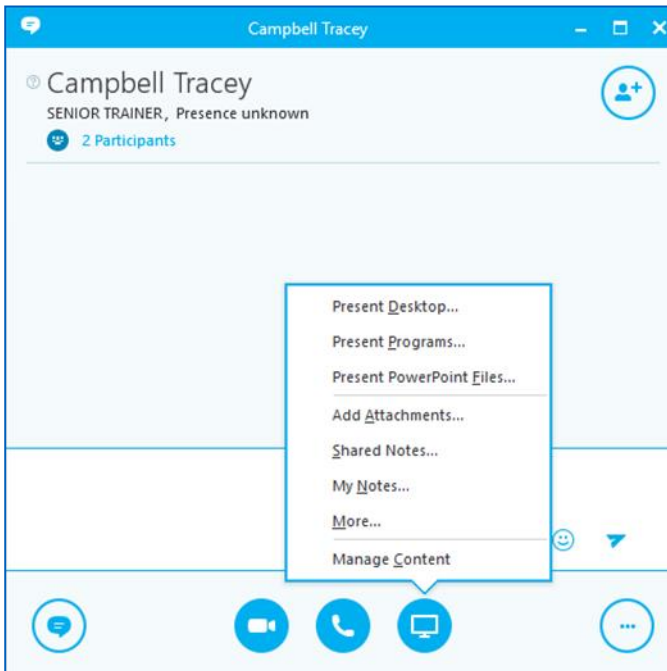 Campbell Tracey
Campbell Tracey
SENIOR TRAINER, Presence unknown
2 Participants
Present Desktop...
Present Programs...
Present PowerPoint Files...
Add Attachments...
Shared Notes...
My Notes...
More...
Manage Content